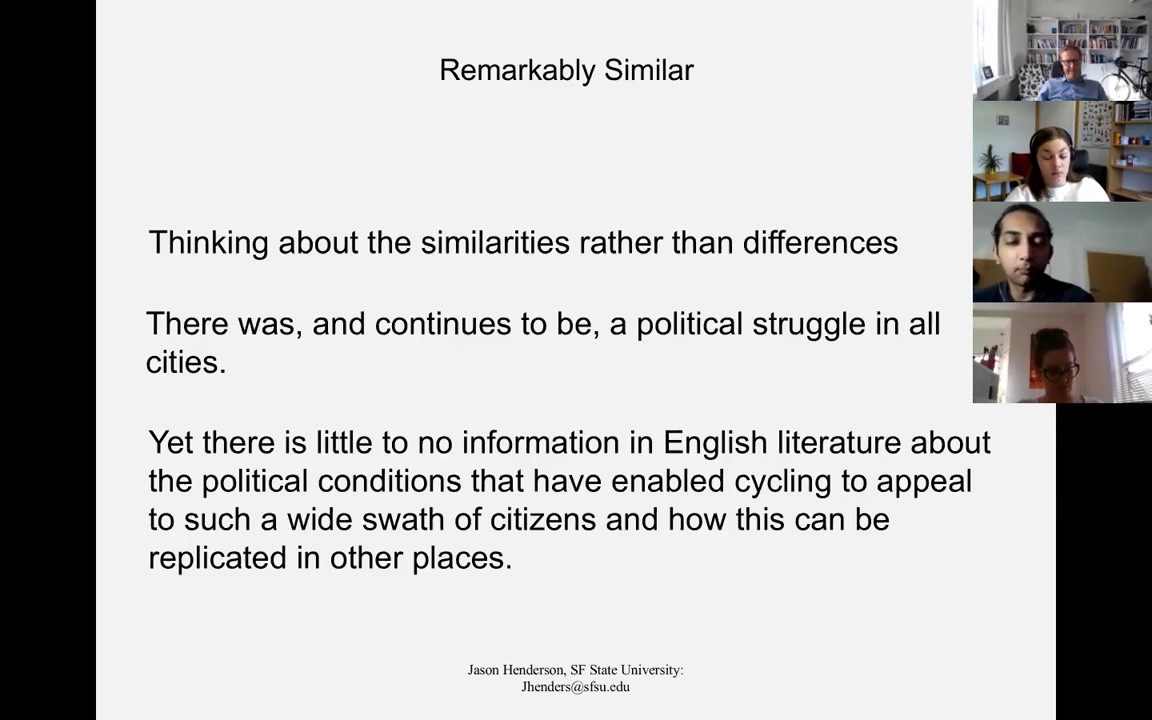 Remarkably Similar
Thinking about the similarities rather than differences
There was, and continues to be, a political struggle in all
cities.
Yet there is little to no information in English literature about
the political conditions that have enabled cycling to appeal
to such a wide swath of citizens and how this can be
replicated in other places.
Jason Henderson, SF State University:
Jhenders@sfsu.edu